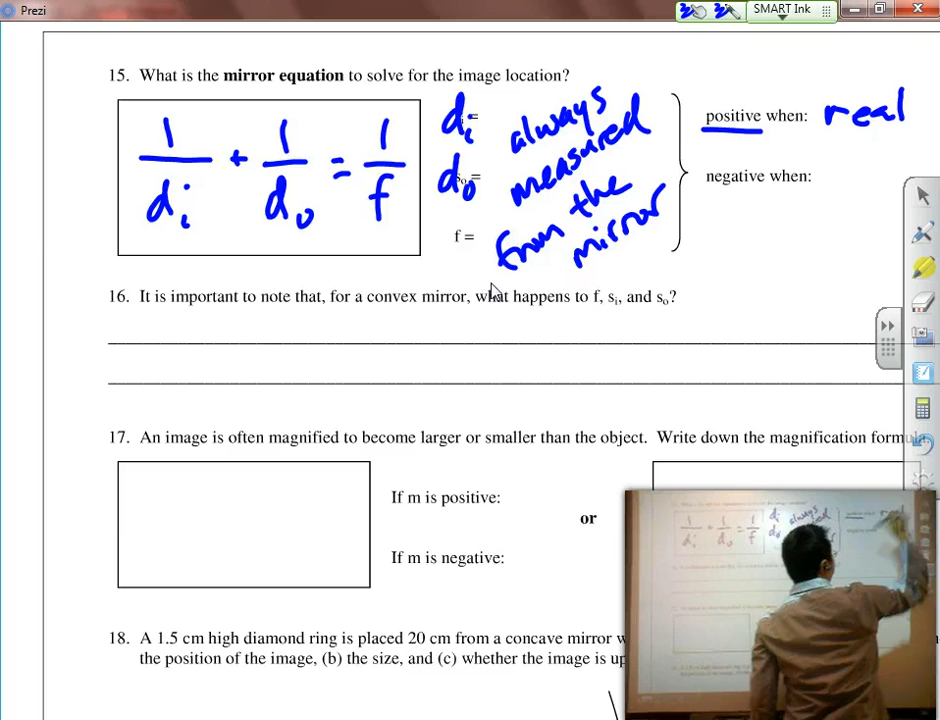 Prezi
SMART Ink
15. What is the mirror equation to solve for the image location?
1/di + 1/do = 1/f
di =
do =
f =
always
measured
from the
mirror
positive when: real
negative when:
16. It is important to note that, for a convex mirror, what happens to f, si, and so?
17. An image is often magnified to become larger or smaller than the object. Write down the magnification formula.
If m is positive:
or
If m is negative:
18. A 1.5 cm high diamond ring is placed 20 cm from a concave mirror
the position of the image, (b) the size, and (c) whether the image is